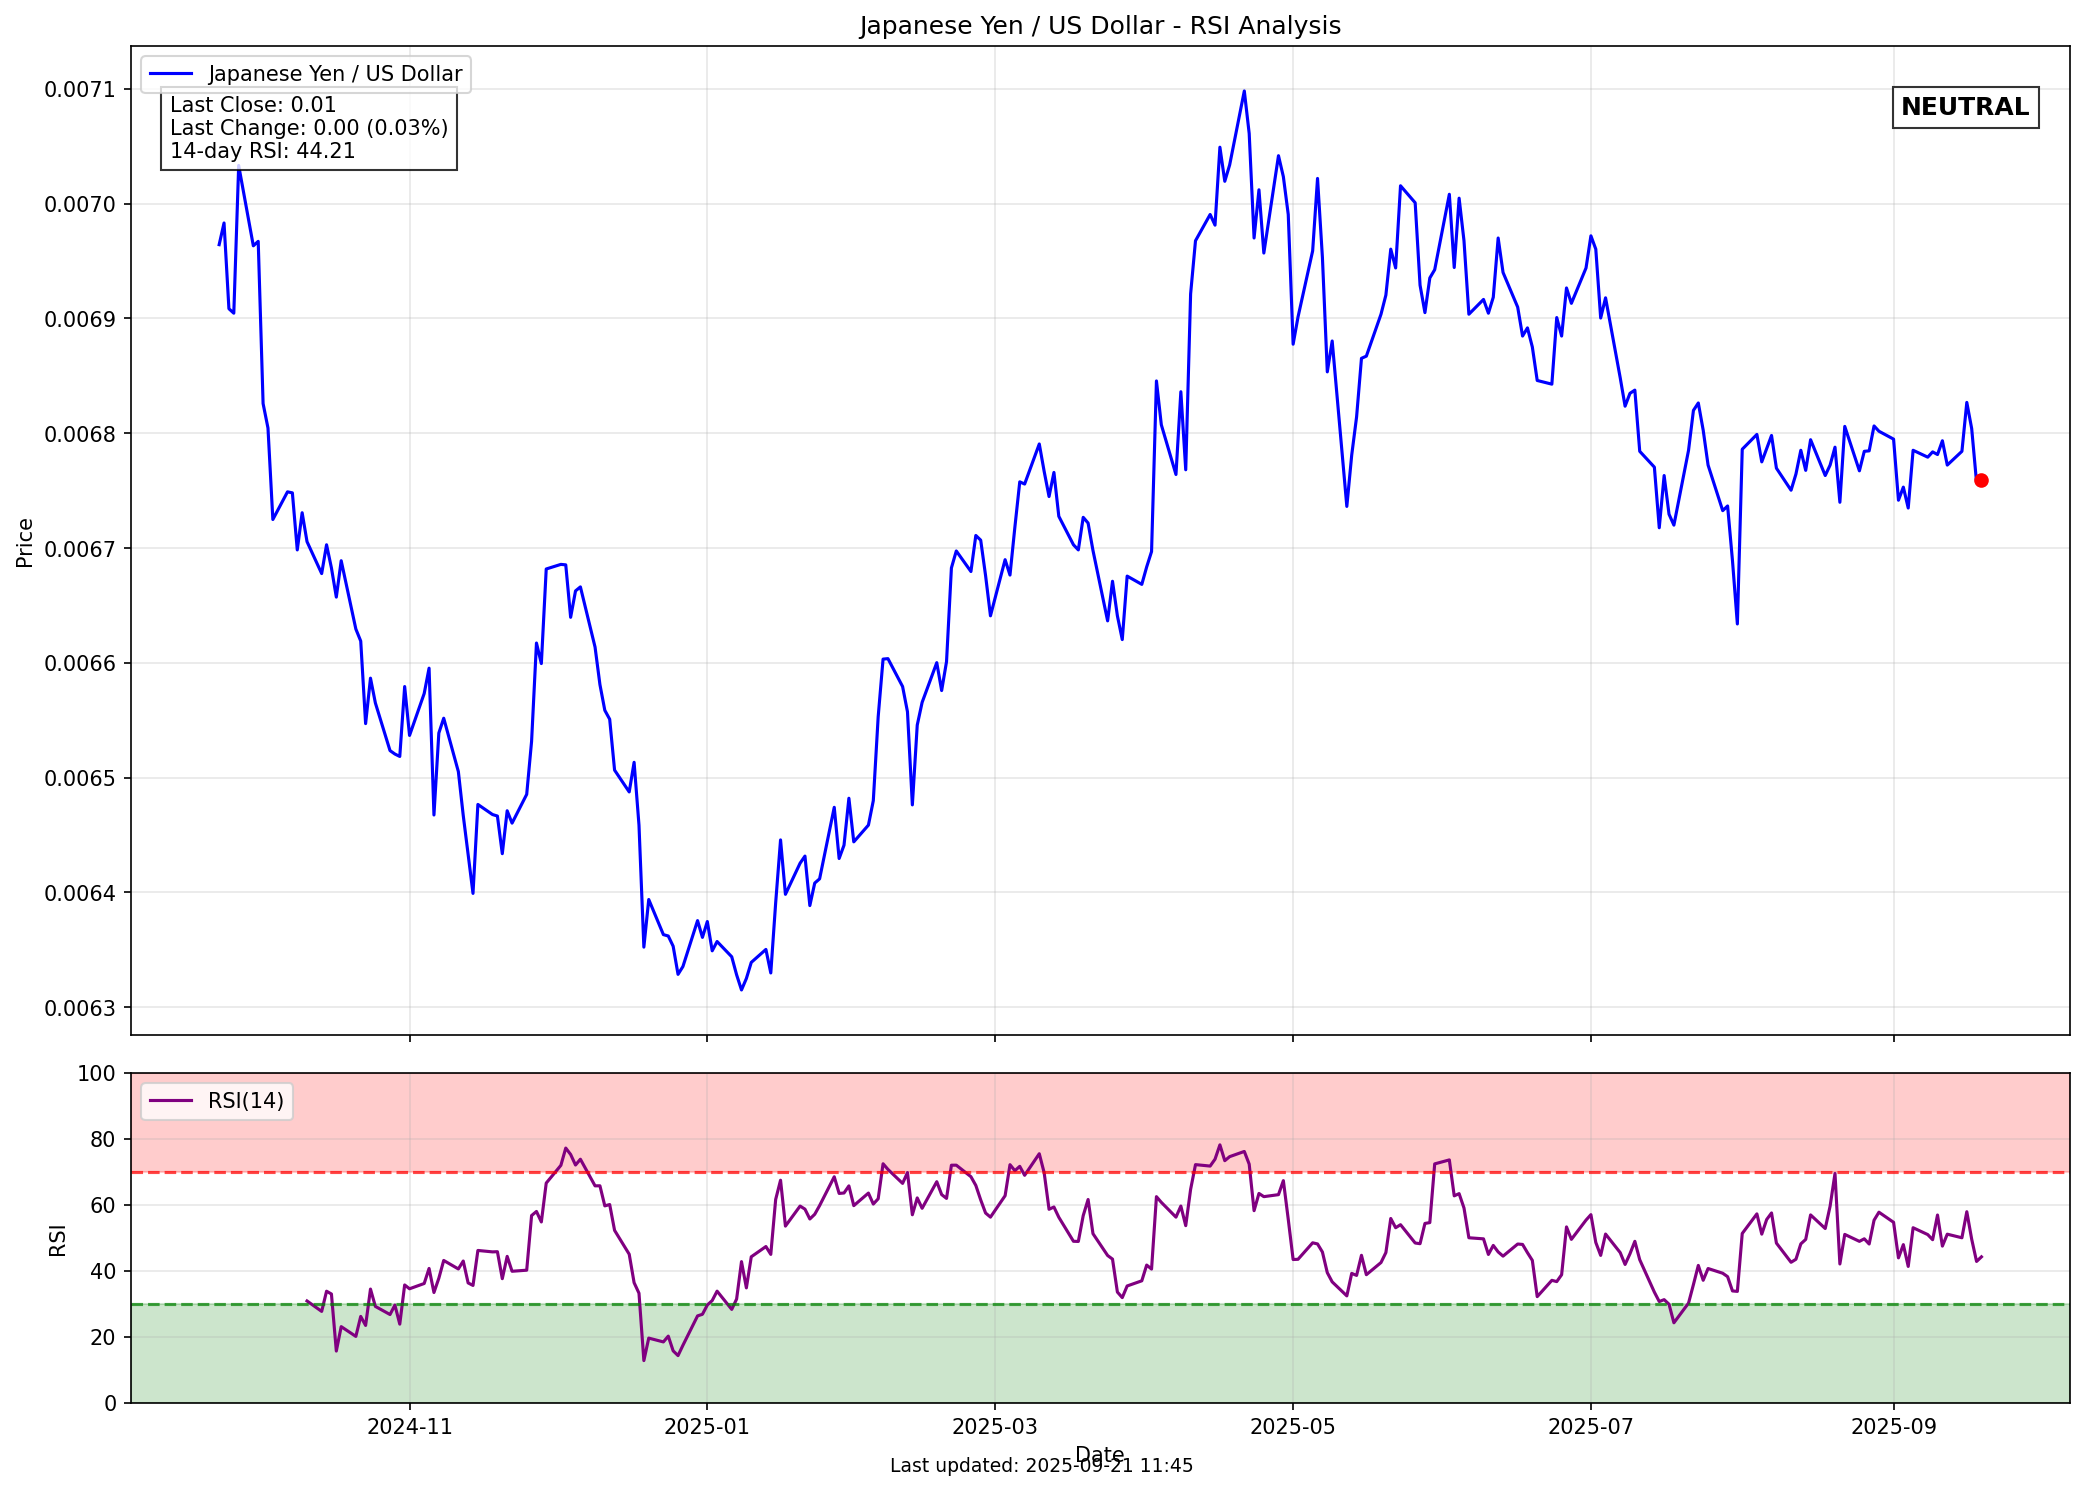 Japanese Yen / US Dollar - RSI Analysis
Japanese Yen / US Dollar
Last Close: 0.01
Last Change: 0.00 (0.03%)
14-day RSI: 44.21
NEUTRAL
0.0071
0.0070
0.0069
0.0068
0.0067
0.0066
0.0065
0.0064
0.0063
Price
RSI(14)
100
80
60
40
20
0
RSI
2024-11
2025-01
2025-03
2025-05
2025-07
2025-09
Date
Last updated: 2025-09-21 11:45